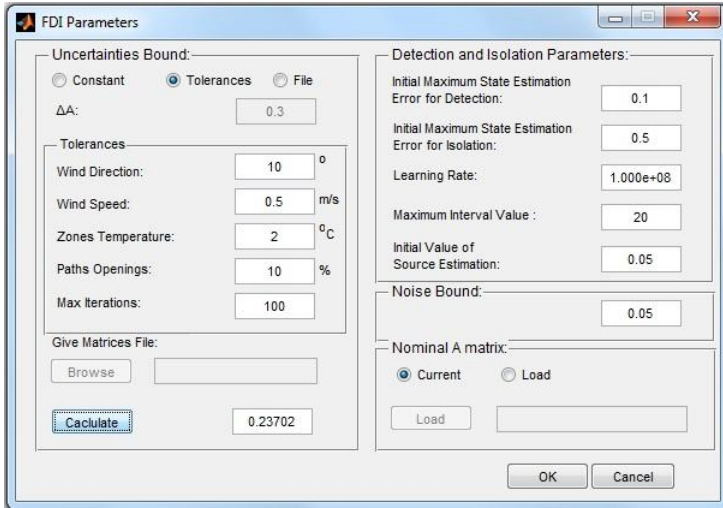 FDI Parameters
Uncertainties Bound:
Constant Tolerances File
ΔA: 0.3
Tolerances
Wind Direction: 10 o
Wind Speed: 0.5 m/s
Zones Temperature: 2 oC
Paths Openings: 10 %
Max Iterations: 100
Give Matrices File:
Browse
Caclulate 0.23702
Detection and Isolation Parameters:
Initial Maximum State Estimation
Error for Detection: 0.1
Initial Maximum State Estimation
Error for Isolation: 0.5
Learning Rate: 1.000e+08
Maximum Interval Value : 20
Initial Value of
Source Estimation: 0.05
Noise Bound:
0.05
Nominal A matrix:
Current Load
Load
OK Cancel